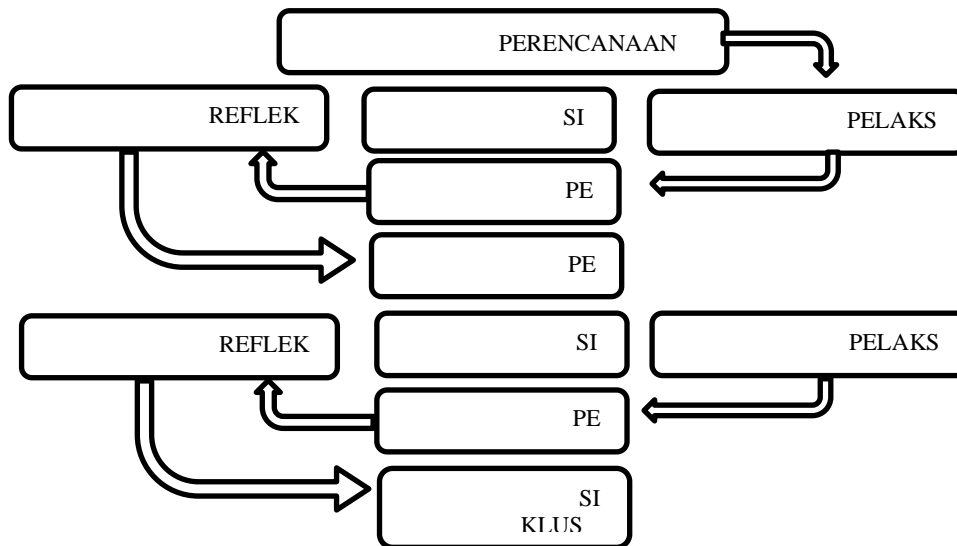 PERENCANAAN
REFLEK
SI
PELAKS
PE
PE
REFLEK
SI
PELAKS
PE
SI
KLUS